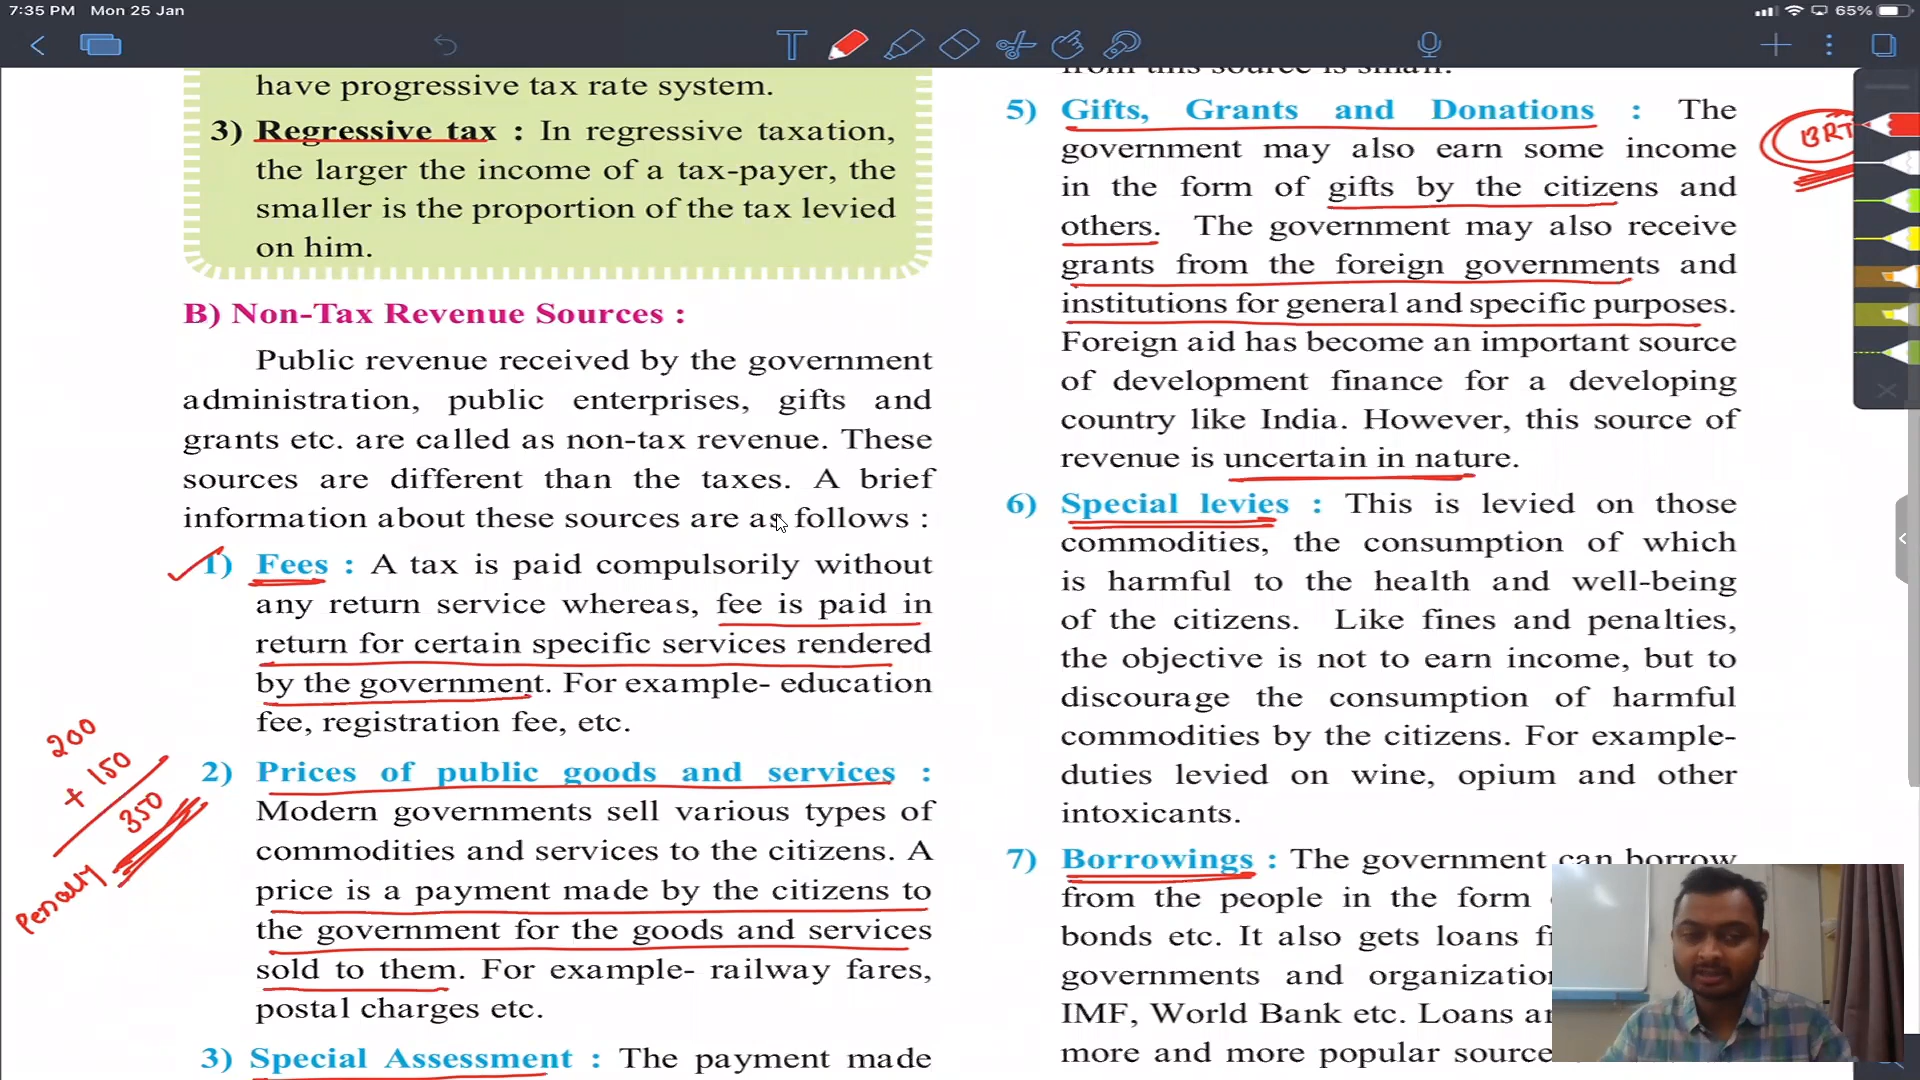 7:35 PM Mon 25 Jan
65%
have progressive tax rate system.
3) Regressive tax : In regressive taxation,
the larger the income of a tax-payer, the
smaller is the proportion of the tax levied
on him.
B) Non-Tax Revenue Sources :
Public revenue received by the government
administration, public enterprises, gifts and
grants etc. are called as non-tax revenue. These
sources are different than the taxes. A brief
information about these sources are as follows :
1) Fees : A tax is paid compulsorily without
any return service whereas, fee is paid in
return for certain specific services rendered
by the government. For example- education
fee, registration fee, etc.
200
+ 150
350
Penalty
2) Prices of public goods and services :
Modern governments sell various types of
commodities and services to the citizens. A
price is a payment made by the citizens to
the government for the goods and services
sold to them. For example- railway fares,
postal charges etc.
3) Special Assessment : The payment made
from this source is small.
5) Gifts, Grants and Donations : The
government may also earn some income
in the form of gifts by the citizens and
others. The government may also receive
grants from the foreign governments and
institutions for general and specific purposes.
Foreign aid has become an important source
of development finance for a developing
country like India. However, this source of
revenue is uncertain in nature.
BRT
6) Special levies : This is levied on those
commodities, the consumption of which
is harmful to the health and well-being
of the citizens. Like fines and penalties,
the objective is not to earn income, but to
discourage the consumption of harmful
commodities by the citizens. For example-
duties levied on wine, opium and other
intoxicants.
7) Borrowings : The government can borrow
from the people in the form
bonds etc. It also gets loans
governments and
IMF, World Bank etc. Loans
more and more popular